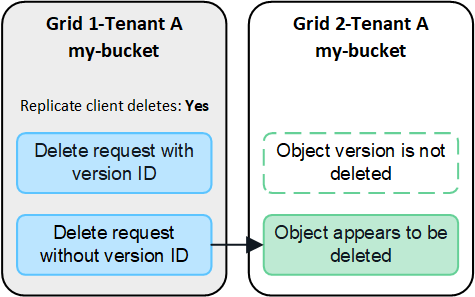 Grid 1-Tenant A
my-bucket
Replicate client deletes: Yes
Delete request with
version ID
Delete request
without version ID
Grid 2-Tenant A
my-bucket
Object version is not
deleted
Object appears to be
deleted